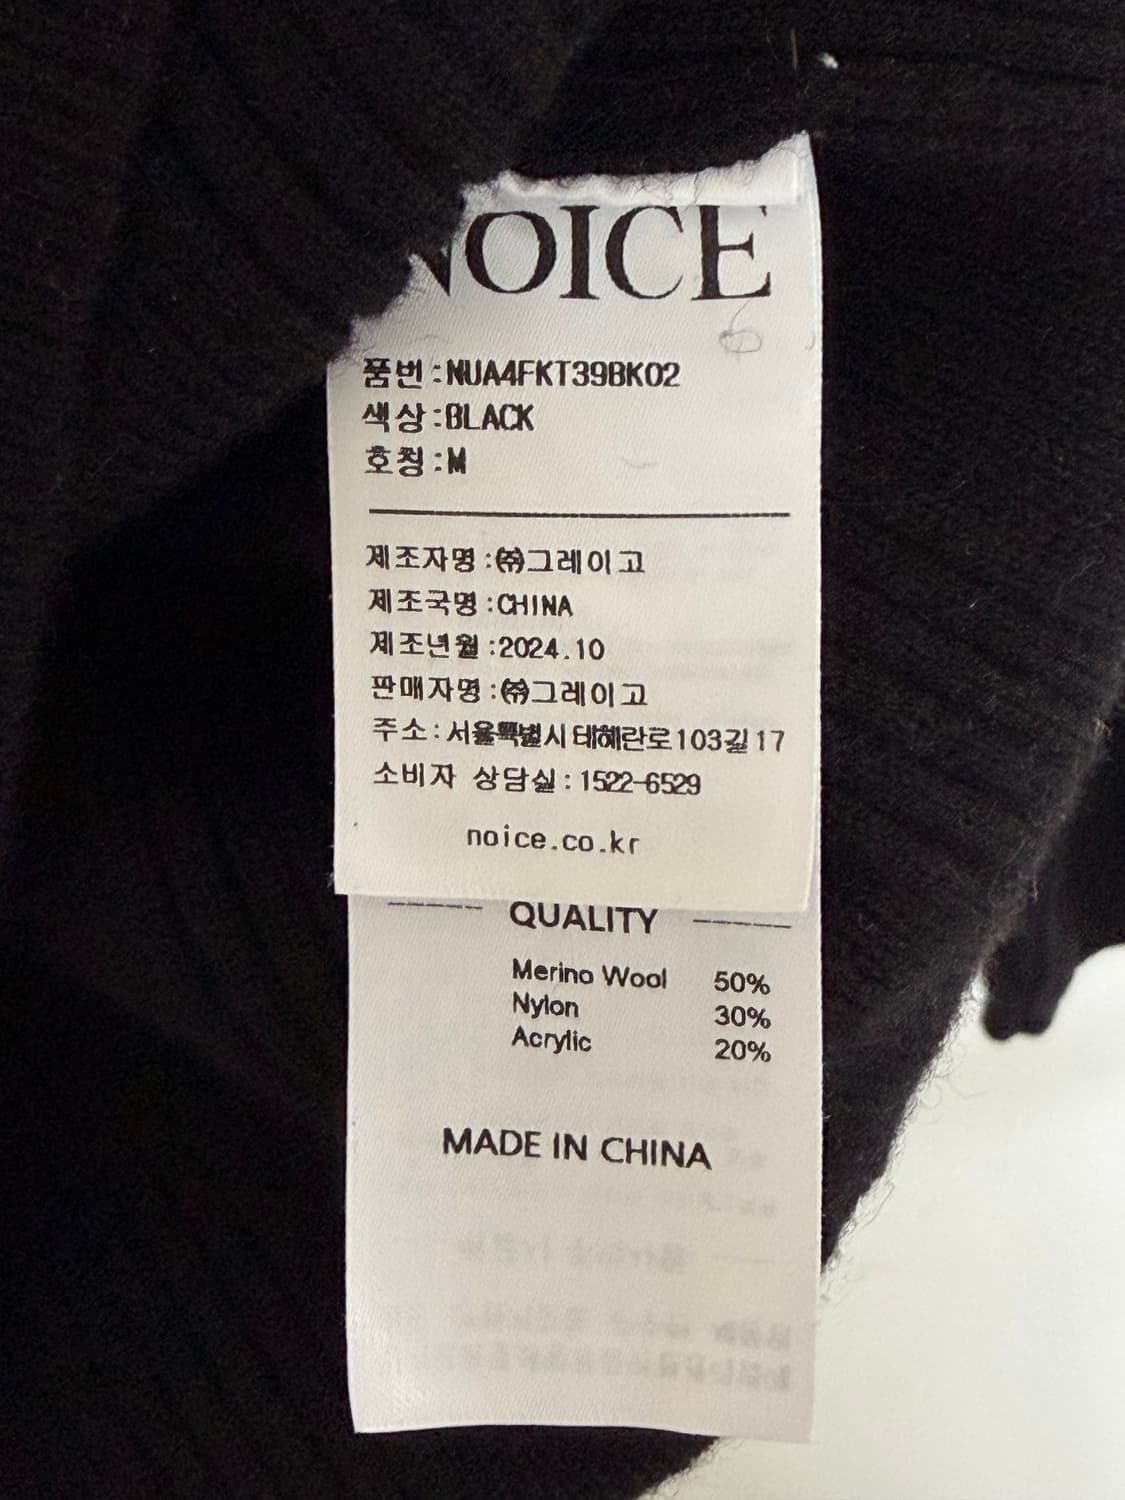 NOICE
품번:NUA4FKT39BK02
색상:BLACK
호칭:M
제조자명:㈜그레이고
제조국명:CHINA
제조년월:2024.10
판매자명:㈜그레이고
주소:서울특별시 테헤란로103길 17
소비자 상담실:1522-6529
noice.co.kr
QUALITY
Merino Wool 50%
Nylon 30%
Acrylic 20%
MADE IN CHINA